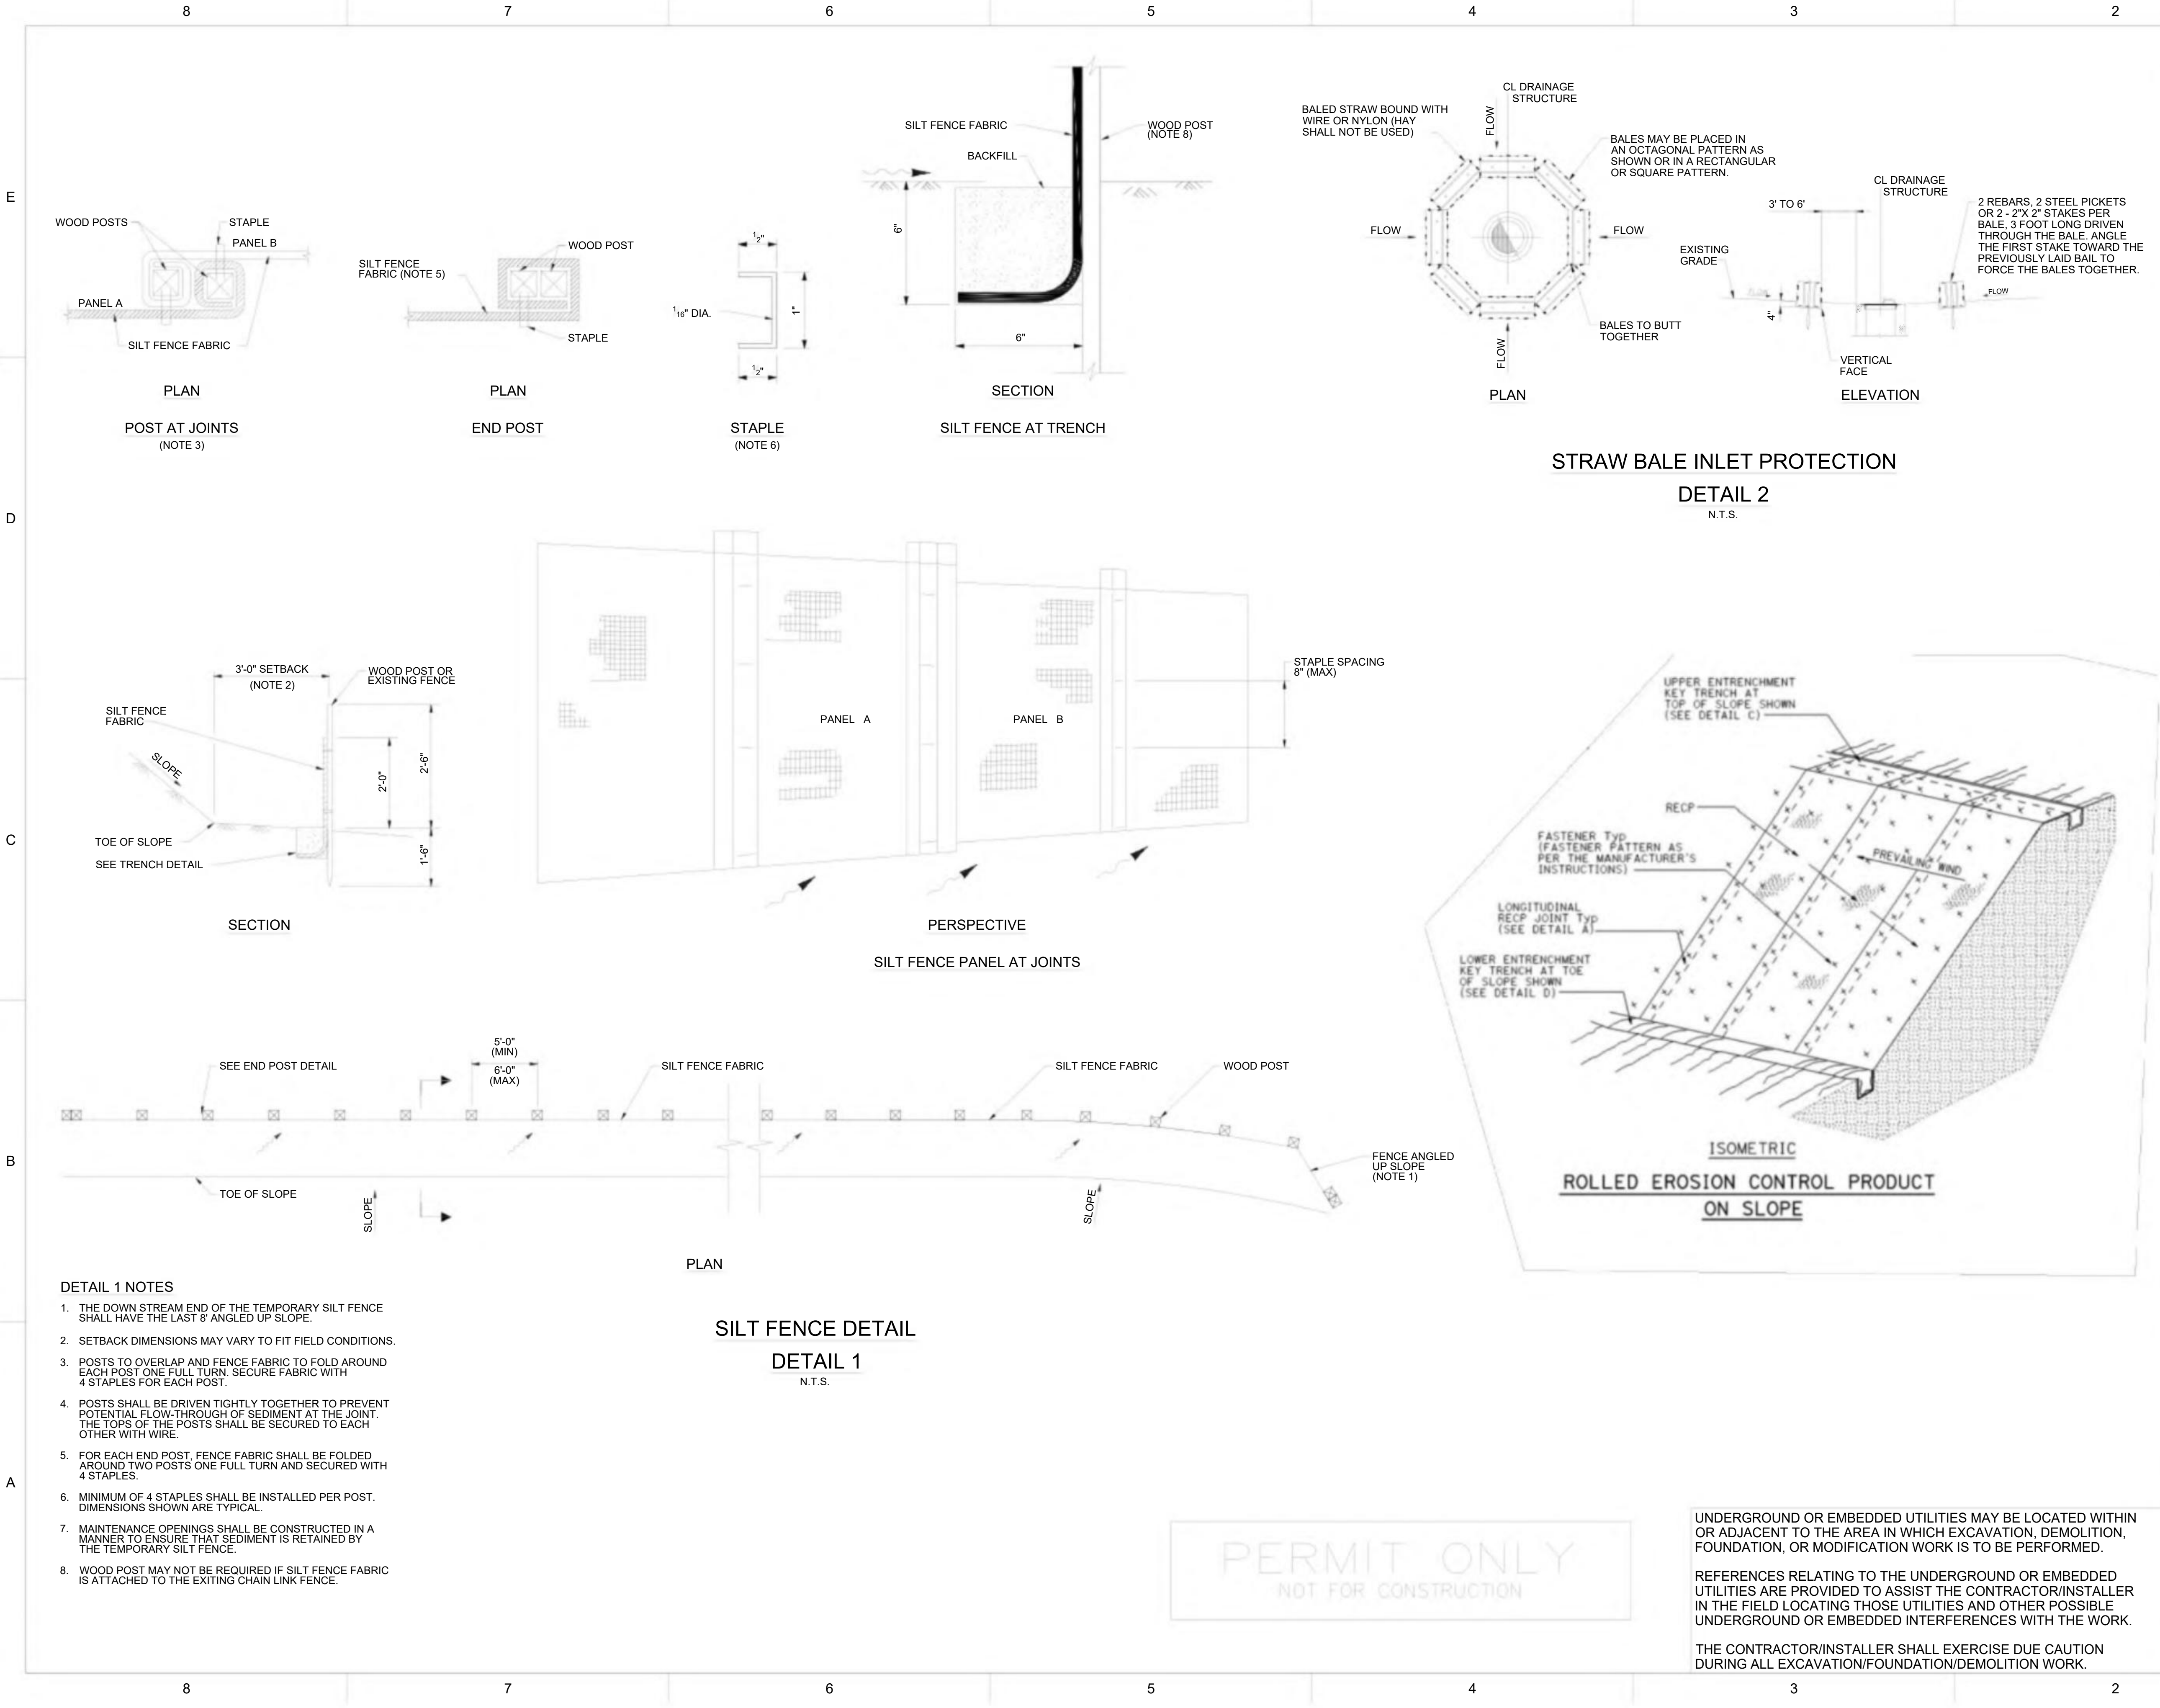 8 7 6 5 4 3 2
E
D
C
B
A
WOOD POSTS
STAPLE
PANEL B
PANEL A
SILT FENCE FABRIC
PLAN
POST AT JOINTS
(NOTE 3)
WOOD POST
SILT FENCE
FABRIC (NOTE 5)
STAPLE
PLAN
END POST
1/2"
1/16" DIA.
1"
1/2"
STAPLE
(NOTE 6)
SILT FENCE FABRIC
WOOD POST
(NOTE 8)
BACKFILL
6"
6"
SECTION
SILT FENCE AT TRENCH
CL DRAINAGE
STRUCTURE
BALED STRAW BOUND WITH
WIRE OR NYLON (HAY
SHALL NOT BE USED)
FLOW
BALES MAY BE PLACED IN
AN OCTAGONAL PATTERN AS
SHOWN OR IN A RECTANGULAR
OR SQUARE PATTERN.
FLOW
FLOW
BALES TO BUTT
TOGETHER
FLOW
PLAN
CL DRAINAGE
STRUCTURE
3' TO 6'
2 REBARS, 2 STEEL PICKETS
OR 2 - 2"X 2" STAKES PER
BALE, 3 FOOT LONG DRIVEN
THROUGH THE BALE. ANGLE
THE FIRST STAKE TOWARD THE
PREVIOUSLY LAID BAIL TO
FORCE THE BALES TOGETHER.
EXISTING
GRADE
FLOW
FLOW
4"
VERTICAL
FACE
ELEVATION
STRAW BALE INLET PROTECTION
DETAIL 2
N.T.S.
3'-0" SETBACK
(NOTE 2)
WOOD POST OR
EXISTING FENCE
SILT FENCE
FABRIC
SLOPE
2'-0"
2'-6"
1'-6"
TOE OF SLOPE
SEE TRENCH DETAIL
SECTION
STAPLE SPACING
8" (MAX)
PANEL A
PANEL B
PERSPECTIVE
SILT FENCE PANEL AT JOINTS
UPPER ENTRENCHMENT
KEY TRENCH AT
TOP OF SLOPE SHOWN
(SEE DETAIL C)
RECP
FASTENER Typ
(FASTENER PATTERN AS
PER THE MANUFACTURER'S
INSTRUCTIONS)
PREVAILING WIND
LONGITUDINAL
RECP JOINT Typ
(SEE DETAIL A)
LOWER ENTRENCHMENT
KEY TRENCH AT TOE
OF SLOPE SHOWN
(SEE DETAIL D)
ISOMETRIC
ROLLED EROSION CONTROL PRODUCT
ON SLOPE
SEE END POST DETAIL
5'-0"
(MIN)
6'-0"
(MAX)
SILT FENCE FABRIC
SILT FENCE FABRIC
WOOD POST
FENCE ANGLED
UP SLOPE
(NOTE 1)
TOE OF SLOPE
SLOPE
SLOPE
PLAN
SILT FENCE DETAIL
DETAIL 1
N.T.S.
DETAIL 1 NOTES
1. THE DOWN STREAM END OF THE TEMPORARY SILT FENCE
SHALL HAVE THE LAST 8' ANGLED UP SLOPE.
2. SETBACK DIMENSIONS MAY VARY TO FIT FIELD CONDITIONS.
3. POSTS TO OVERLAP AND FENCE FABRIC TO FOLD AROUND
EACH POST ONE FULL TURN. SECURE FABRIC WITH
4 STAPLES FOR EACH POST.
4. POSTS SHALL BE DRIVEN TIGHTLY TOGETHER TO PREVENT
POTENTIAL FLOW-THROUGH OF SEDIMENT AT THE JOINT.
THE TOPS OF THE POSTS SHALL BE SECURED TO EACH
OTHER WITH WIRE.
5. FOR EACH END POST, FENCE FABRIC SHALL BE FOLDED
AROUND TWO POSTS ONE FULL TURN AND SECURED WITH
4 STAPLES.
6. MINIMUM OF 4 STAPLES SHALL BE INSTALLED PER POST.
DIMENSIONS SHOWN ARE TYPICAL.
7. MAINTENANCE OPENINGS SHALL BE CONSTRUCTED IN A
MANNER TO ENSURE THAT SEDIMENT IS RETAINED BY
THE TEMPORARY SILT FENCE.
8. WOOD POST MAY NOT BE REQUIRED IF SILT FENCE FABRIC
IS ATTACHED TO THE EXITING CHAIN LINK FENCE.
PERMIT ONLY
NOT FOR CONSTRUCTION
UNDERGROUND OR EMBEDDED UTILITIES MAY BE LOCATED WITHIN
OR ADJACENT TO THE AREA IN WHICH EXCAVATION, DEMOLITION,
FOUNDATION, OR MODIFICATION WORK IS TO BE PERFORMED.
REFERENCES RELATING TO THE UNDERGROUND OR EMBEDDED
UTILITIES ARE PROVIDED TO ASSIST THE CONTRACTOR/INSTALLER
IN THE FIELD LOCATING THOSE UTILITIES AND OTHER POSSIBLE
UNDERGROUND OR EMBEDDED INTERFERENCES WITH THE WORK.
THE CONTRACTOR/INSTALLER SHALL EXERCISE DUE CAUTION
DURING ALL EXCAVATION/FOUNDATION/DEMOLITION WORK.
8 7 6 5 4 3 2